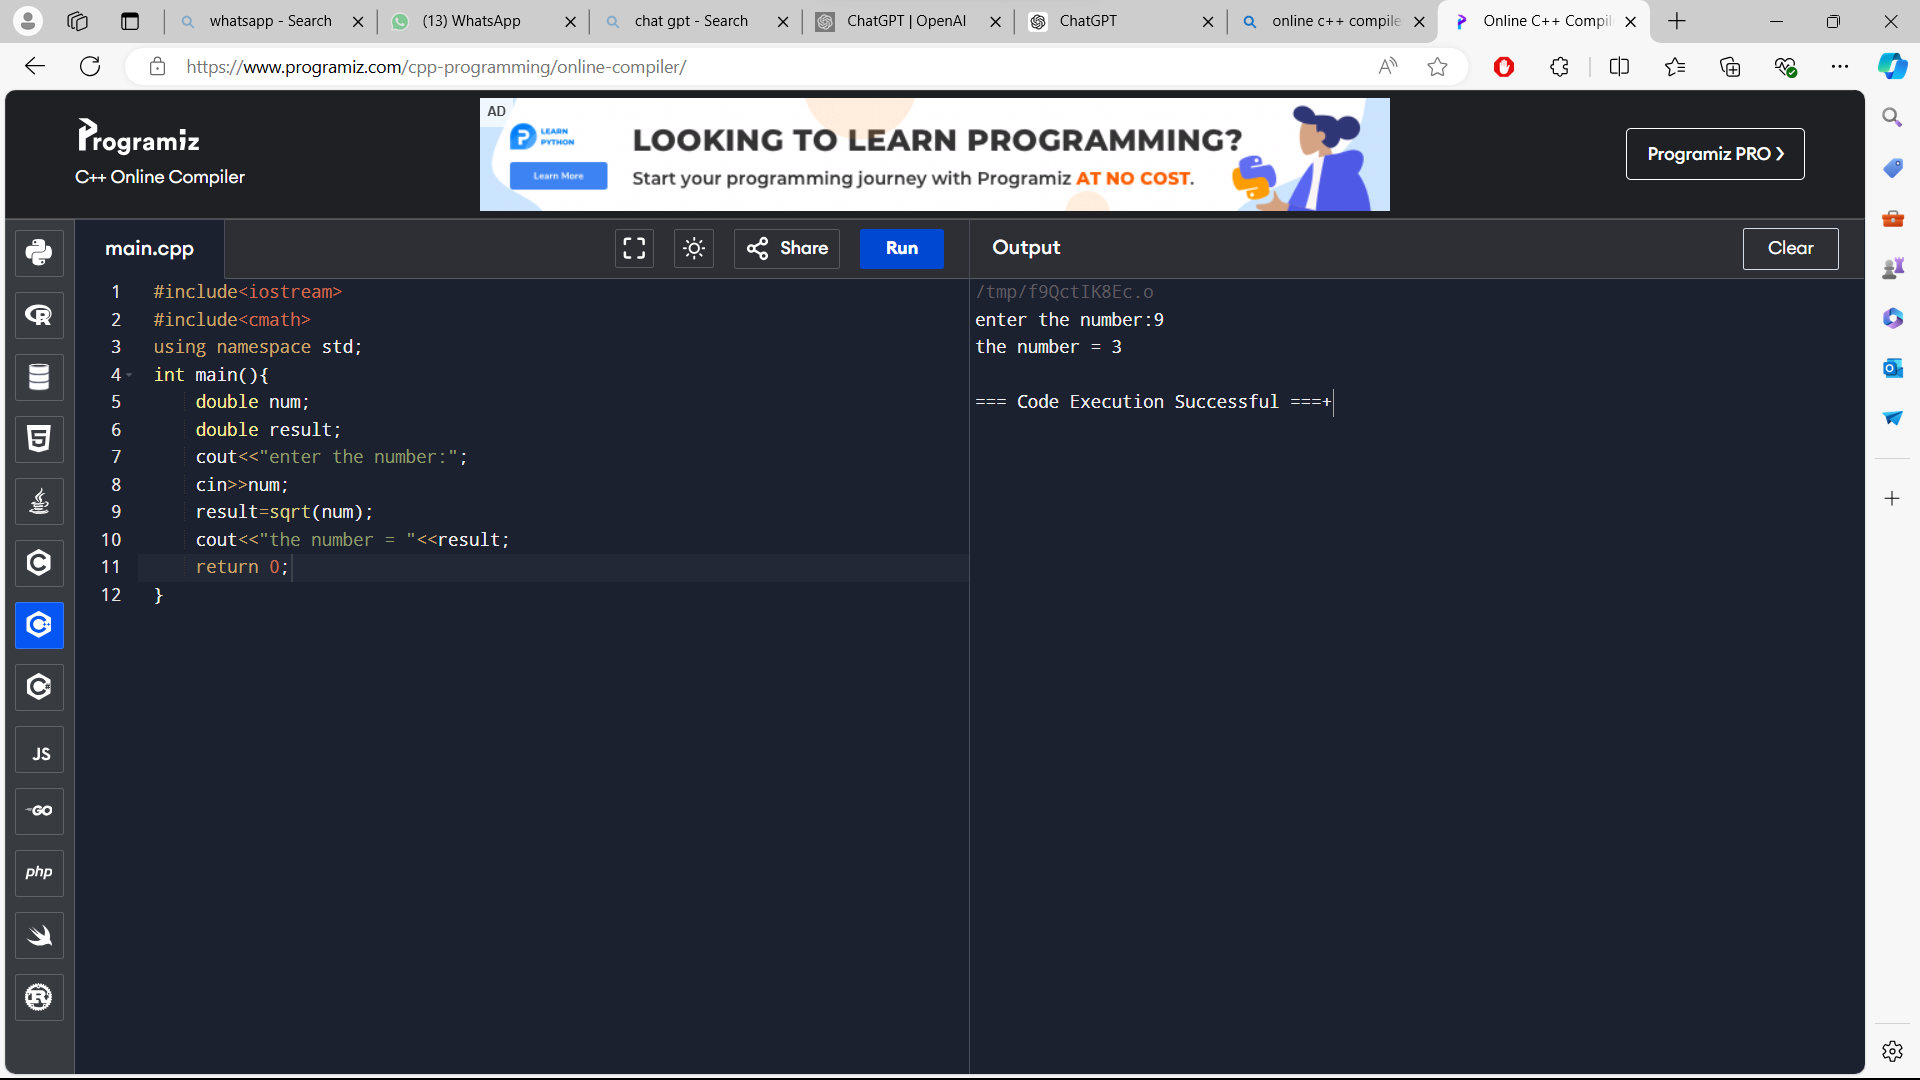 whatsapp - Search
(13) WhatsApp
chat gpt - Search
ChatGPT | OpenAI
ChatGPT
online c++ compile
Online C++ Compil
https://www.programiz.com/cpp-programming/online-compiler/
Programiz
C++ Online Compiler
AD
LEARN
PYTHON
Learn More
LOOKING TO LEARN PROGRAMMING?
Start your programming journey with Programiz AT NO COST.
Programiz PRO ❯
main.cpp
Share
Run
Output
Clear
1 #include<iostream>
2 #include<cmath>
3 using namespace std;
4 int main(){
5     double num;
6     double result;
7     cout<<"enter the number:";
8     cin>>num;
9     result=sqrt(num);
10     cout<<"the number = "<<result;
11     return 0;
12 }
/tmp/f9QctIK8Ec.o
enter the number:9
the number = 3
=== Code Execution Successful ===+
JS
GO
php